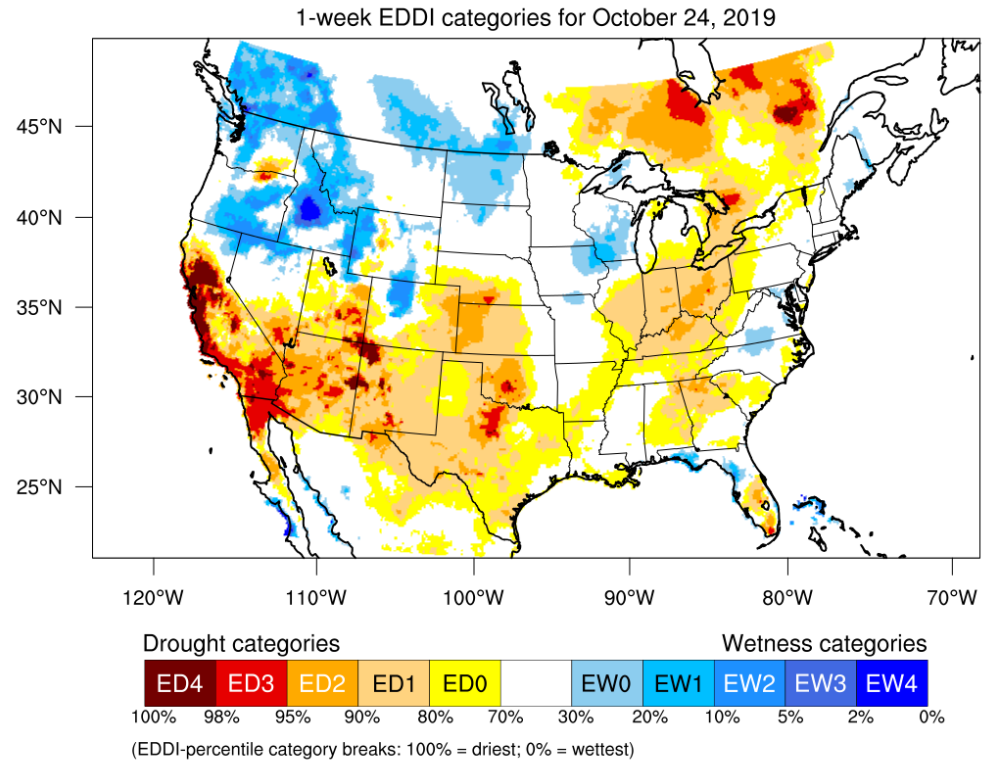 1-week EDDI categories for October 24, 2019
45°N
40°N
35°N
30°N
25°N
120°W 110°W 100°W 90°W 80°W 70°W
Drought categories Wetness categories
ED4 ED3 ED2 ED1 ED0 EW0 EW1 EW2 EW3 EW4
100% 98% 95% 90% 80% 70% 30% 20% 10% 5% 2% 0%
(EDDI-percentile category breaks: 100% = driest; 0% = wettest)